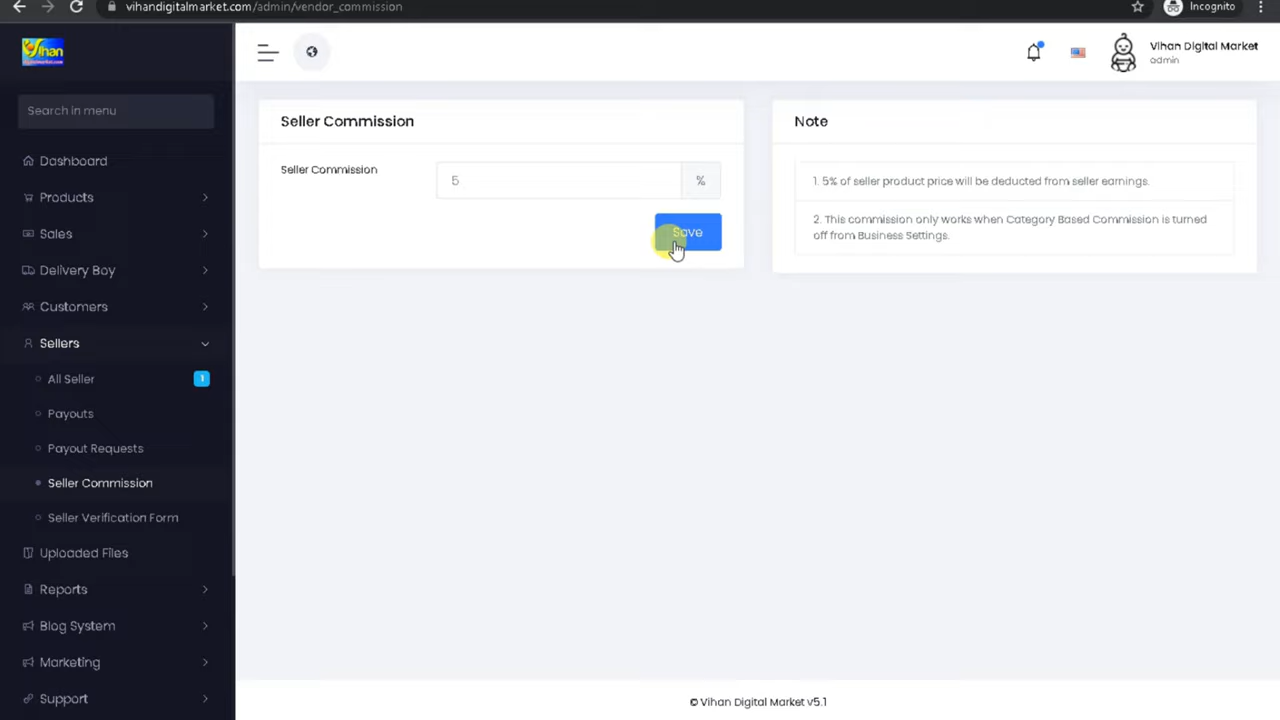 vihandigitalmarket.com/admin/vendor_commission
Incognito
Vihan
Search in menu
Dashboard
Products
Sales
Delivery Boy
Customers
Sellers
All Seller
1
Payouts
Payout Requests
Seller Commission
Seller Verification Form
Uploaded Files
Reports
Blog System
Marketing
Support
Vihan Digital Market
admin
Seller Commission
Seller Commission
5
%
Save
Note
1. 5% of seller product price will be deducted from seller earnings.
2. This commission only works when Category Based Commission is turned
off from Business Settings.
© Vihan Digital Market v5.1